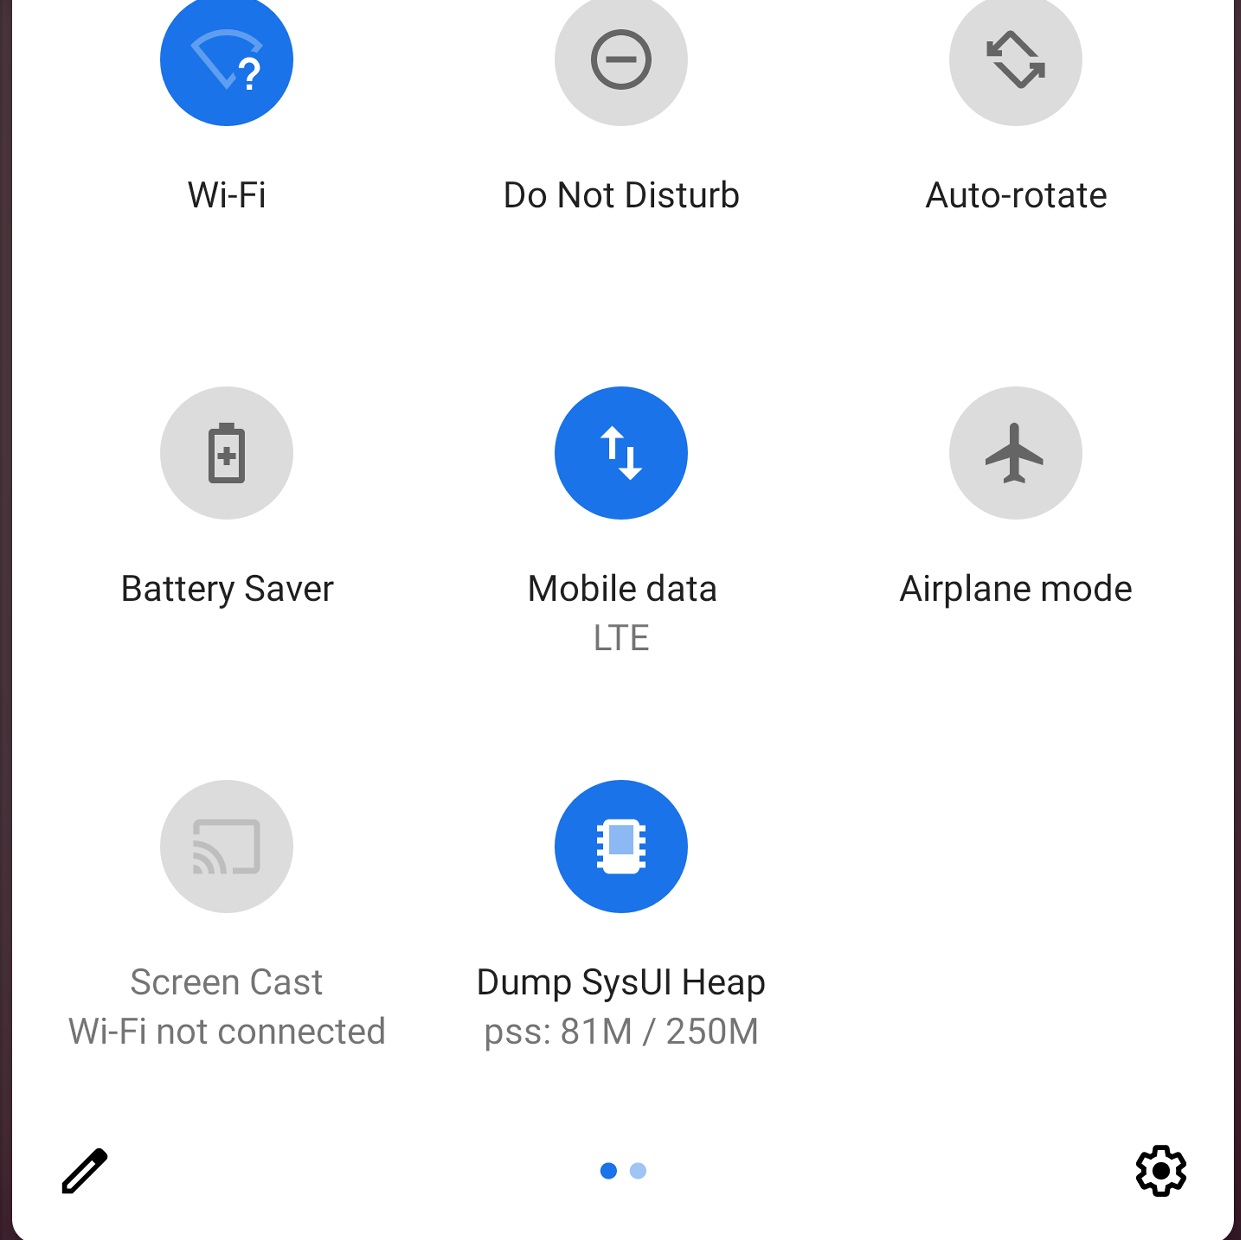 Wi-Fi
Do Not Disturb
Auto-rotate
Battery Saver
Mobile data
LTE
Airplane mode
Screen Cast
Wi-Fi not connected
Dump SysUI Heap
pss: 81M / 250M